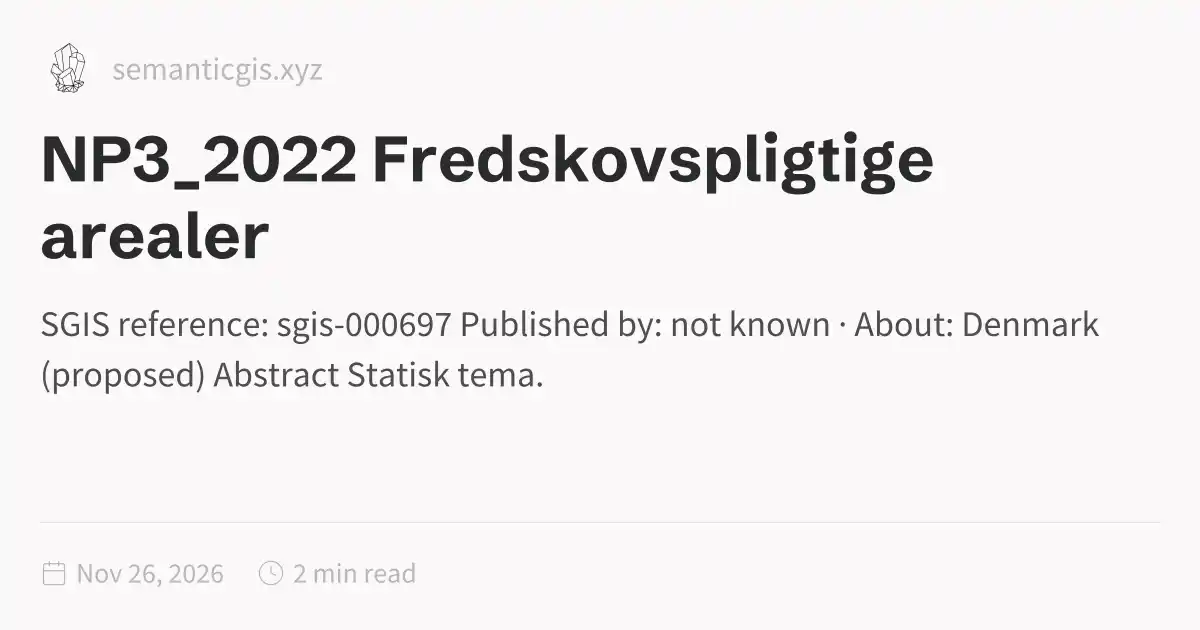 semanticgis.xyz
NP3_2022 Fredskovspligtige
arealer
SGIS reference: sgis-000697 Published by: not known · About: Denmark
(proposed) Abstract Statisk tema.
Nov 26, 2026 2 min read